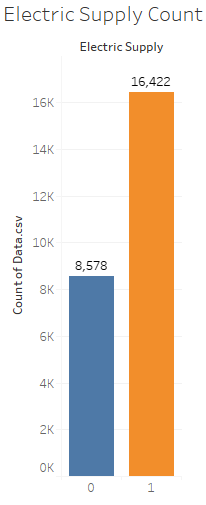 Electric Supply Count
Electric Supply
16,422
16K
14K
12K
10K
8,578
8K
6K
4K
2K
0K
Count of Data.csv
0 1